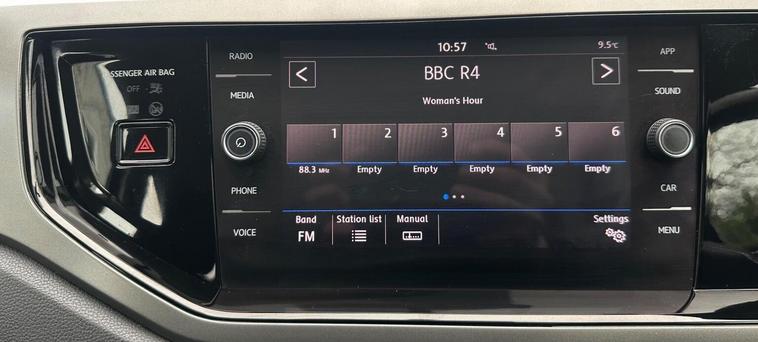 RADIO
MEDIA
PHONE
VOICE
PASSENGER AIR BAG
OFF
10:57
9.5°C
BBC R4
Woman's Hour
1 2 3 4 5 6
88.3 MHz Empty Empty Empty Empty Empty
Band Station list Manual Settings
FM
APP
SOUND
CAR
MENU